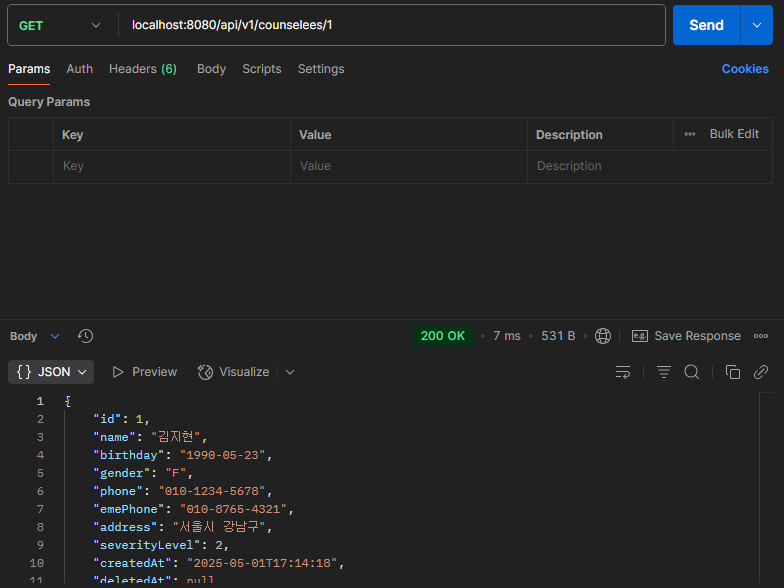 GET localhost:8080/api/v1/counselees/1 Send
Params Auth Headers (6) Body Scripts Settings Cookies
Query Params
Key Value Description Bulk Edit
Key Value Description
Body 200 OK 7 ms 531 B e.g. Save Response
{} JSON Preview Visualize
1 {
2 "id": 1,
3 "name": "김지현",
4 "birthday": "1990-05-23",
5 "gender": "F",
6 "phone": "010-1234-5678",
7 "emePhone": "010-8765-4321",
8 "address": "서울시 강남구",
9 "severityLevel": 2,
10 "createdAt": "2025-05-01T17:14:18",
11 "deletedAt": null